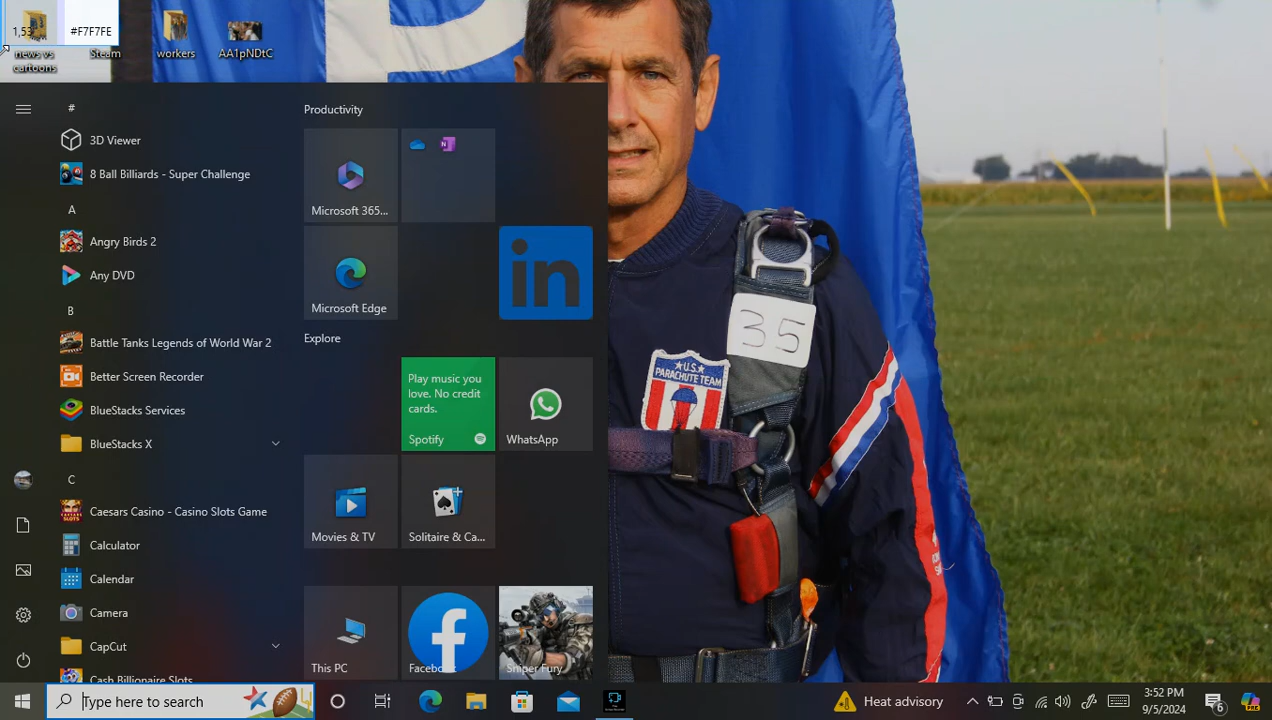 1,53
#F7F7FE
news vs
cartoons
Steam
workers
AA1pNDtC
#
3D Viewer
8 Ball Billiards - Super Challenge
A
Angry Birds 2
Any DVD
B
Battle Tanks Legends of World War 2
Better Screen Recorder
BlueStacks Services
BlueStacks X
C
Caesars Casino - Casino Slots Game
Calculator
Calendar
Camera
CapCut
Cash Billionaire Slots
Productivity
Microsoft 365...
N
Microsoft Edge
in
Explore
Play music you
love. No credit
cards.
Spotify
WhatsApp
Movies & TV
Solitaire & Ca...
This PC
Facebook
Sniper Fury
35
U.S.
PARACHUTE TEAM
Type here to search
Heat advisory
3:52 PM
9/5/2024
6
PRE